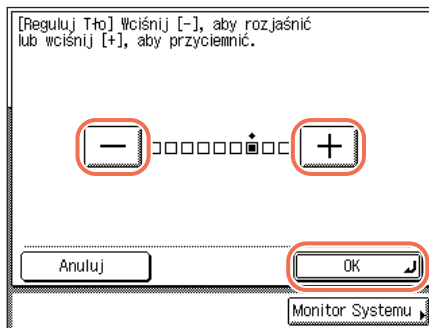 [Reguluj Tło] Wciśnij [-], aby rozjaśnić
lub wciśnij [+], aby przyciemnić.
− +
Anuluj OK
Monitor Systemu